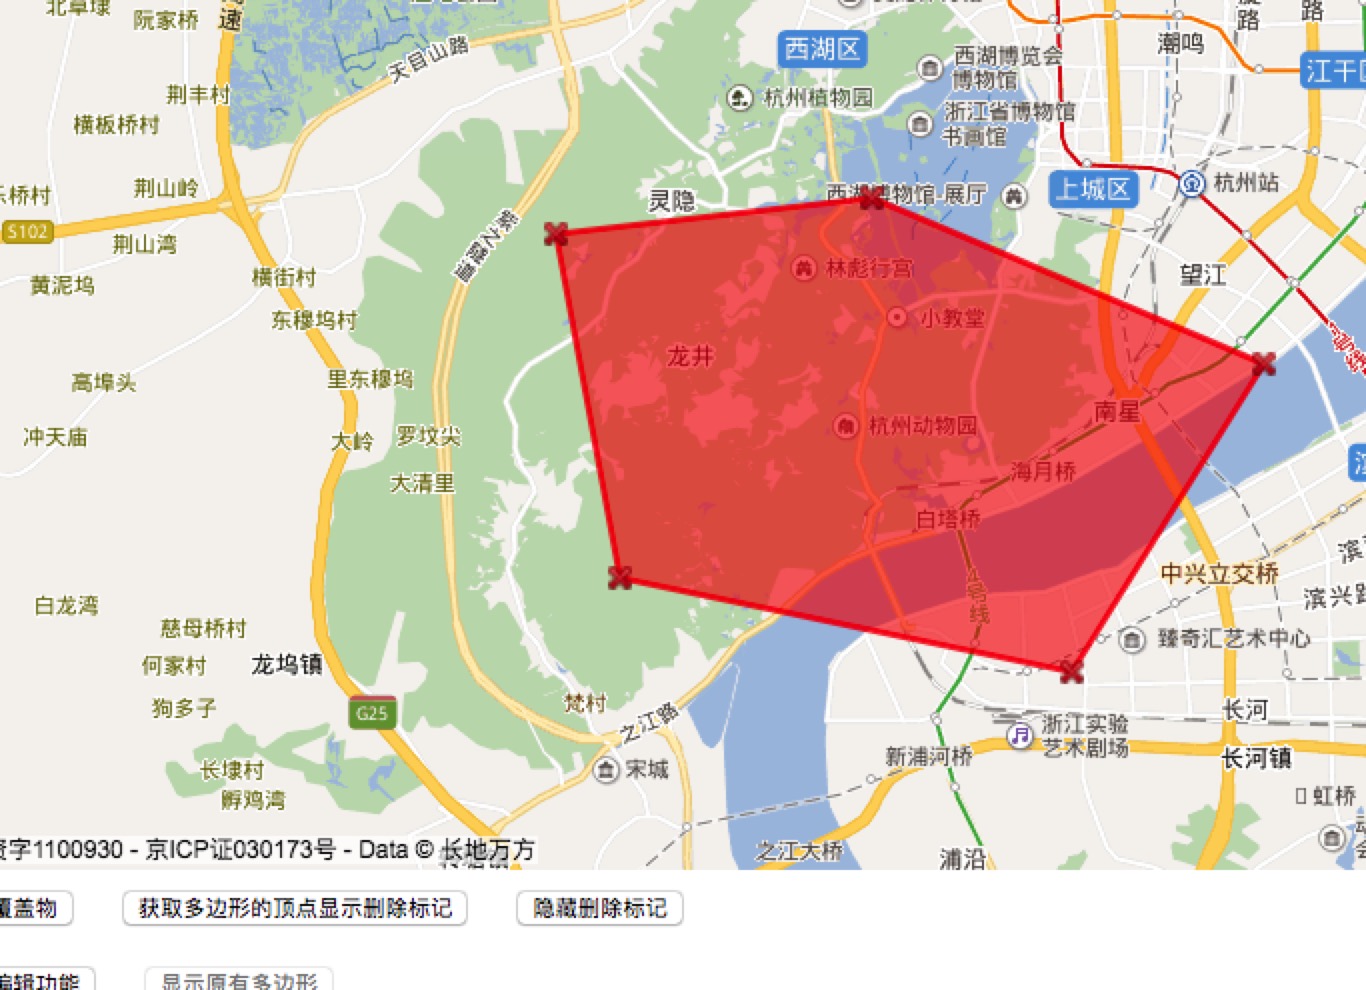 北草埭
阮家桥
速
天目山路
西湖区
西湖博览会
博物馆
潮鸣
路
路
江干区
荆丰村
杭州植物园
浙江省博物馆
书画馆
横板桥村
乐桥村
荆山岭
灵隐
西湖博物馆-展厅
上城区
杭州站
S102
荆山湾
紫之隧道
黄泥坞
横街村
林彪行宫
望江
东穆坞村
小教堂
1号线
龙井
高埠头
里东穆坞
南星
冲天庙
大岭
罗坟尖
杭州动物园
大清里
海月桥
白塔桥
中兴立交桥
4号线
滨兴路
白龙湾
慈母桥村
臻奇汇艺术中心
何家村
龙坞镇
狗多子
梵村
G25
之江路
长河
浙江实验
艺术剧场
新浦河桥
长河镇
长埭村
宋城
孵鸡湾
虹桥
资字1100930 - 京ICP证030173号 - Data © 长地万方
之江大桥
浦沿
覆盖物
获取多边形的顶点显示删除标记
隐藏删除标记
编辑功能
显示原有多边形